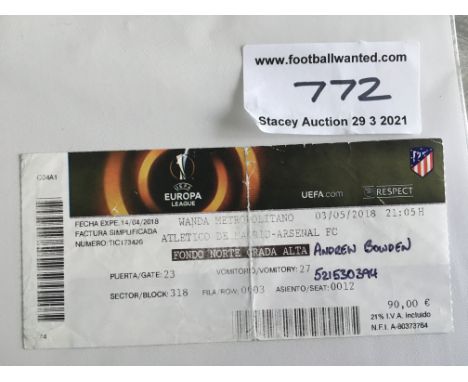 www.footballwanted.com
772
Stacey Auction 29 3 2021
C04A1
UEFA
EUROPA
LEAGUE
UEFA.com
RESPECT
FECHA EXPE. 14/04/2018
FACTURA SIMPLIFICADA
NUMERO: TIC173426
WANDA METROPOLITANO 03/05/2018 21:05H
ATLETICO DE MADRID-ARSENAL FC
FONDO NORTE GRADA ALTA ANDREW BOWDEN
PUERTA/GATE: 23 VOMITORIO/VOMITORY: 27 521530394
SECTOR/BLOCK: 318 FILA/ROW: 0003 ASIENTO/SEAT: 0012
90,00 €
21% I.V.A. incluido
N.F.I. A-80373764